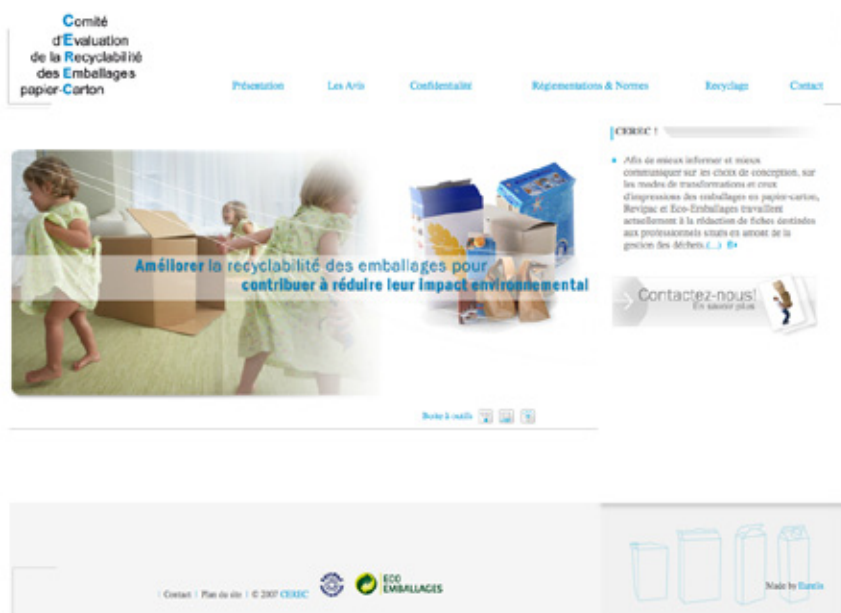 Comité
d'Evaluation
de la Recyclabilité
des Emballages
papier-Carton
Présentation Les Avis Confidentialité Réglementations & Normes Recyclage Contact
CEREC !
Afin de mieux informer et mieux
communiquer sur les choix de conception, sur
les modes de transformations et ceux
d'impressions des emballages en papier-carton,
Revipac et Eco-Emballages travaillent
actuellement à la rédaction de fiches destinées
aux professionnels situés en amont de la
gestion des déchets.(...)
Améliorer la recyclabilité des emballages pour
contribuer à réduire leur impact environnemental
Contactez-nous!
En savoir plus
Boite à outils
| Contact | Plan du site | © 2007 CEREC
ECO
EMBALLAGES
Made by